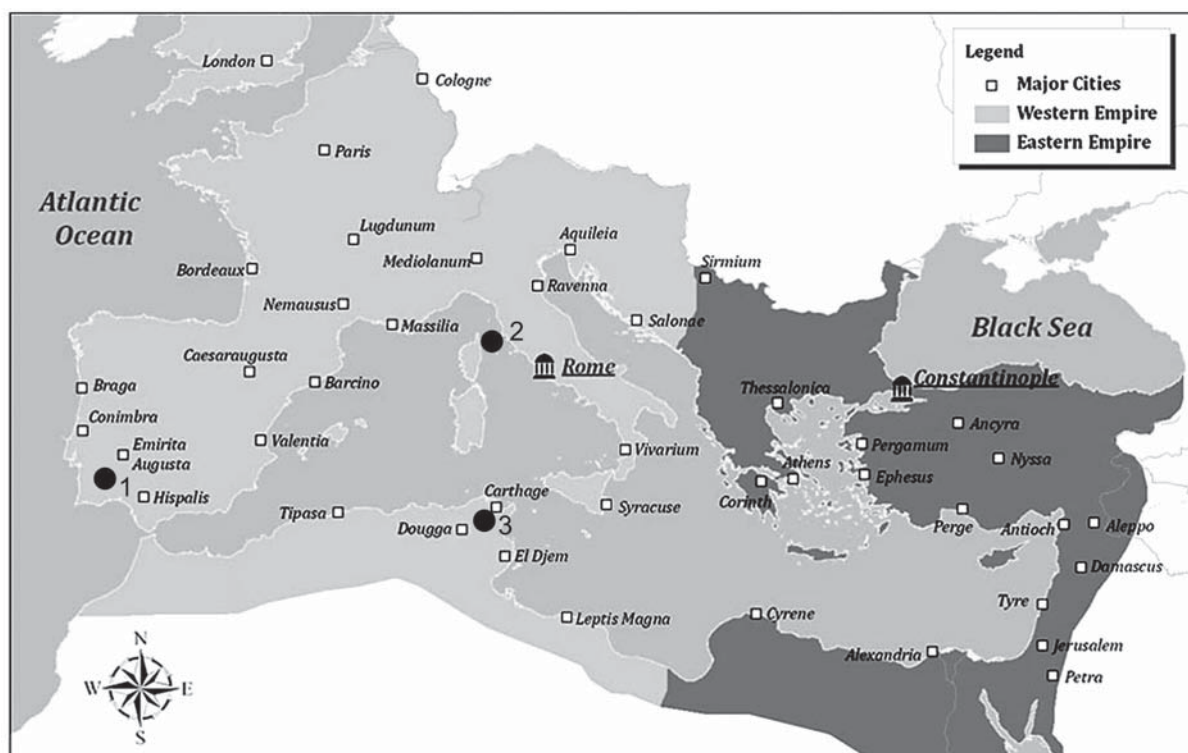 Legend
Major Cities
Western Empire
Eastern Empire
London
Cologne
Paris
Atlantic
Ocean
Lugdunum
Aquileia
Mediolanum
Sirmium
Bordeaux
Ravenna
Nemausus
Massilia
Salonae
Black Sea
2
Caesaraugusta
Rome
Constantinople
Braga
Barcino
Thessalonica
Conimbra
Ancyra
Emirita
Augusta
Valentia
Vivarium
Pergamum
Nyssa
Athens
Ephesus
1
Hispalis
Carthage
Corinth
Tipasa
Syracuse
Perge
Antioch
Aleppo
Dougga
3
El Djem
Damascus
Leptis Magna
Cyrene
Tyre
Alexandria
Jerusalem
Petra
N
W
E
S